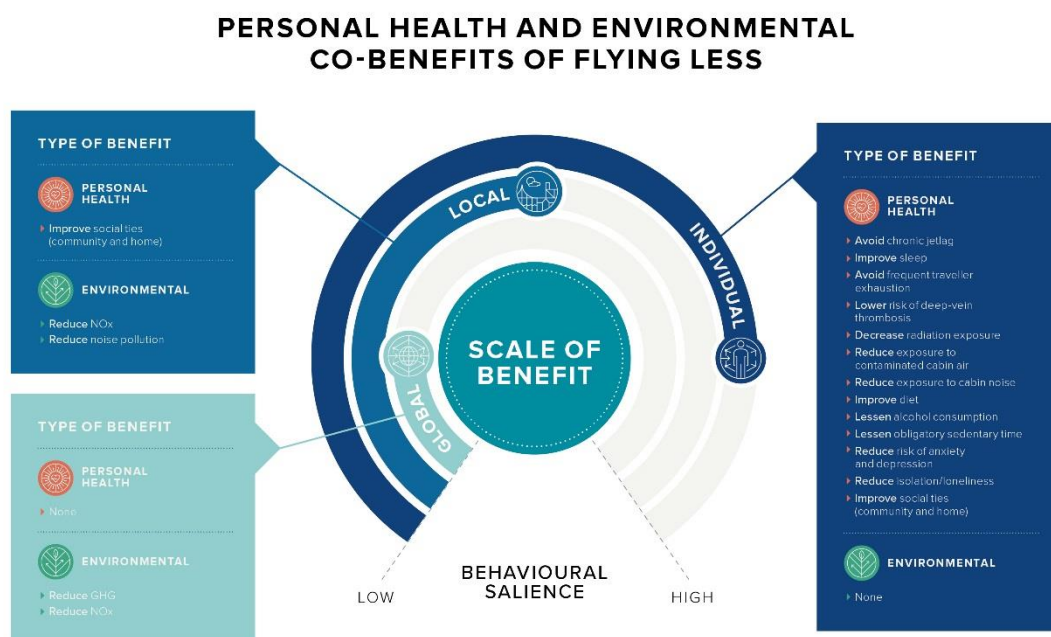 PERSONAL HEALTH AND ENVIRONMENTAL
CO-BENEFITS OF FLYING LESS
TYPE OF BENEFIT
PERSONAL
HEALTH
Improve social ties
(community and home)
ENVIRONMENTAL
Reduce NOx
Reduce noise pollution
TYPE OF BENEFIT
PERSONAL
HEALTH
None
ENVIRONMENTAL
Reduce GHG
Reduce NOx
LOCAL
INDIVIDUAL
GLOBAL
SCALE OF
BENEFIT
LOW
BEHAVIOURAL
SALIENCE
HIGH
TYPE OF BENEFIT
PERSONAL
HEALTH
Avoid chronic jetlag
Improve sleep
Avoid frequent traveller
exhaustion
Lower risk of deep-vein
thrombosis
Decrease radiation exposure
Reduce exposure to
contaminated cabin air
Reduce exposure to cabin noise
Improve diet
Lessen alcohol consumption
Lessen obligatory sedentary time
Reduce risk of anxiety
and depression
Reduce isolation/loneliness
Improve social ties
(community and home)
ENVIRONMENTAL
None